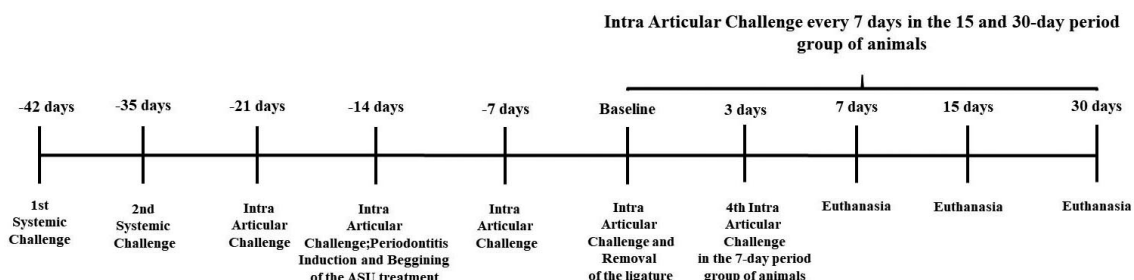 Intra Articular Challenge every 7 days in the 15 and 30-day period
group of animals
-42 days
-35 days
-21 days
-14 days
-7 days
Baseline
3 days
7 days
15 days
30 days
1st
Systemic
Challenge
2nd
Systemic
Challenge
Intra
Articular
Challenge
Intra
Articular
Challenge;Periodontitis
Induction and Beggining
of the ASU treatment
Intra
Articular
Challenge
Intra
Articular
Challenge and
Removal
of the ligature
4th Intra
Articular
Challenge
in the 7-day period
group of animals
Euthanasia
Euthanasia
Euthanasia